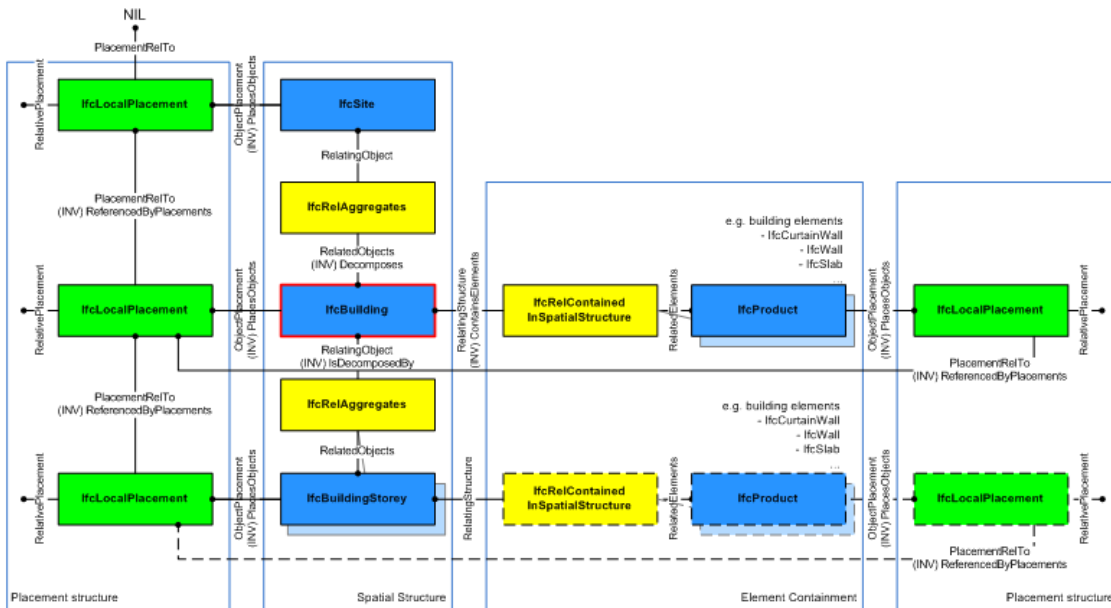 NIL
PlacementRelTo
RelativePlacement
IfcLocalPlacement
ObjectPlacement
(INV) PlacesObjects
IfcSite
RelatingObject
PlacementRelTo
(INV) ReferencedByPlacements
IfcRelAggregates
RelatedObjects
(INV) Decomposes
e.g. building elements
- IfcCurtainWall
- IfcWall
- IfcSlab
...
RelativePlacement
IfcLocalPlacement
ObjectPlacement
(INV) PlacesObjects
IfcBuilding
RelatingStructure
(INV) ContainsElements
IfcRelContained
InSpatialStructure
RelatedElements
IfcProduct
ObjectPlacement
(INV) PlacesObjects
IfcLocalPlacement
RelativePlacement
RelatingObject
(INV) IsDecomposedBy
PlacementRelTo
(INV) ReferencedByPlacements
PlacementRelTo
(INV) ReferencedByPlacements
IfcRelAggregates
RelatedObjects
e.g. building elements
- IfcCurtainWall
- IfcWall
- IfcSlab
...
RelativePlacement
IfcLocalPlacement
ObjectPlacement
(INV) PlacesObjects
IfcBuildingStorey
RelatingStructure
IfcRelContained
InSpatialStructure
RelatedElements
IfcProduct
ObjectPlacement
(INV) PlacesObjects
IfcLocalPlacement
RelativePlacement
PlacementRelTo
(INV) ReferencedByPlacements
Placement structure
Spatial Structure
Element Containment
Placement structure